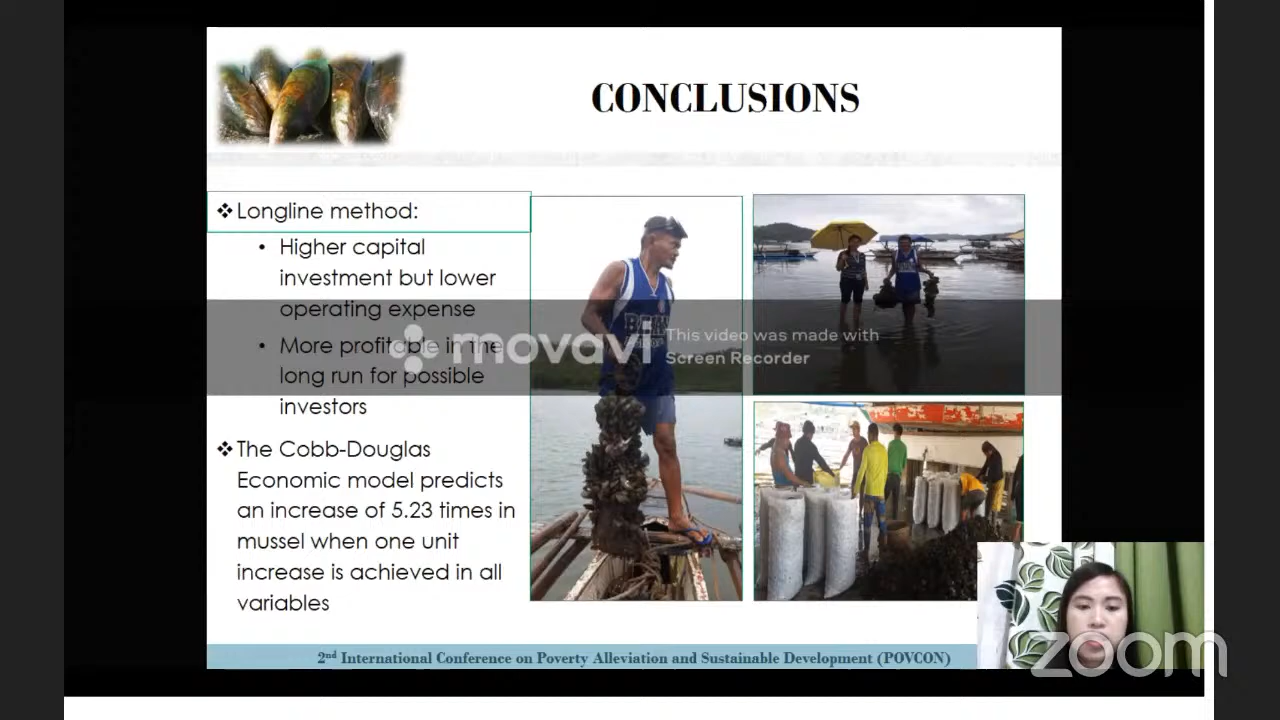 CONCLUSIONS
❖ Longline method:
• Higher capital
investment but lower
operating expense
• More profitable in the
long run for possible
investors
❖ The Cobb-Douglas
Economic model predicts
an increase of 5.23 times in
mussel when one unit
increase is achieved in all
variables
movavi
This video was made with
Screen Recorder
2nd International Conference on Poverty Alleviation and Sustainable Development (POVCON)
zoom